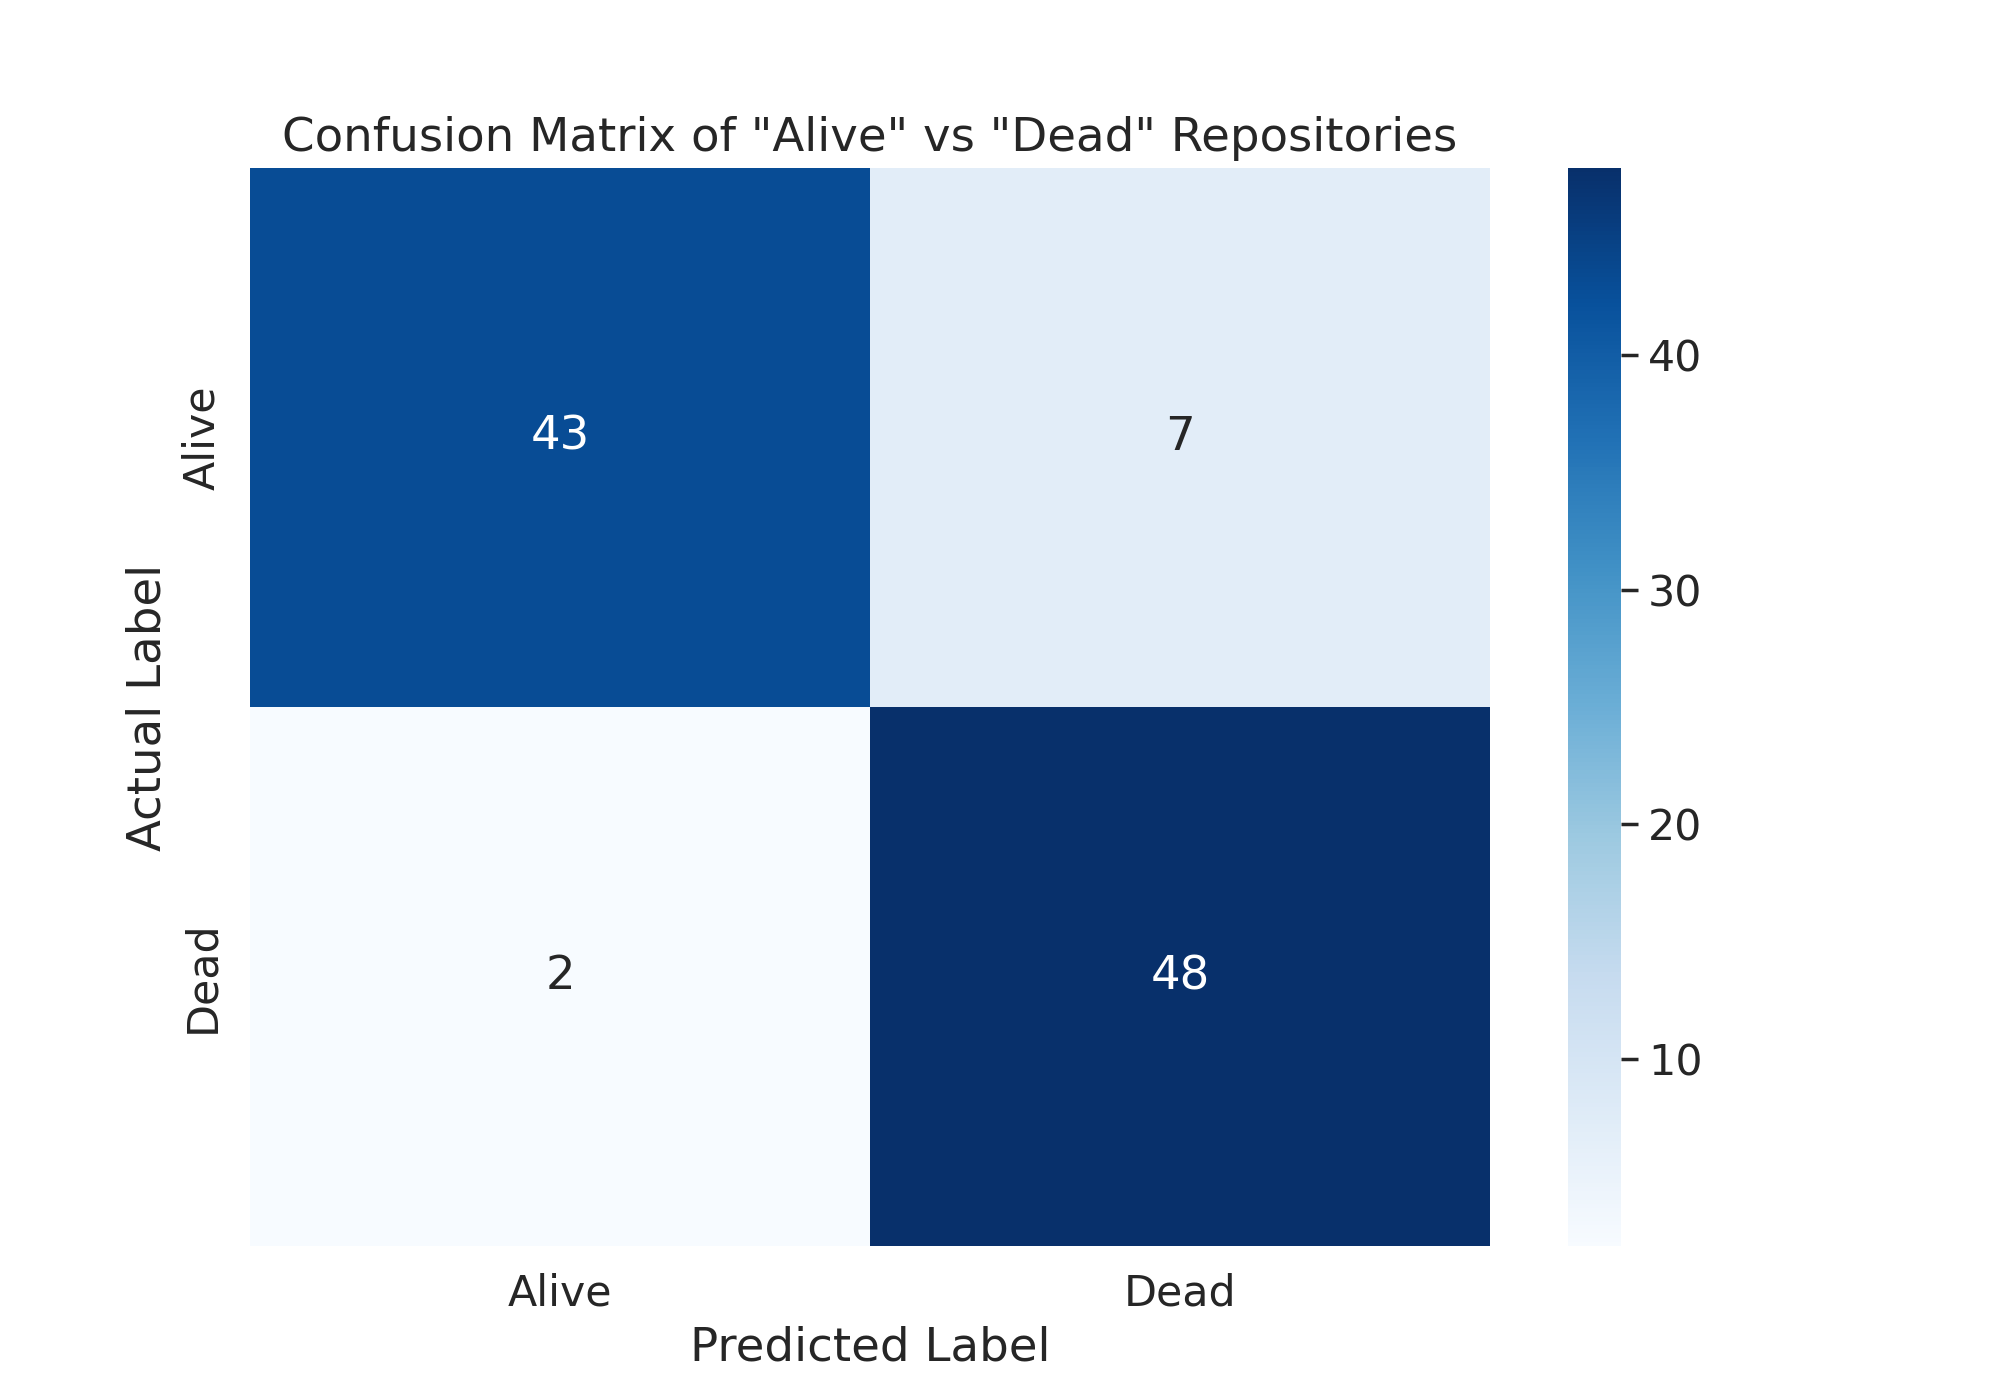 Confusion Matrix of "Alive" vs "Dead" Repositories
Actual Label
Alive
43
7
Dead
2
48
Alive
Dead
Predicted Label
40
30
20
10